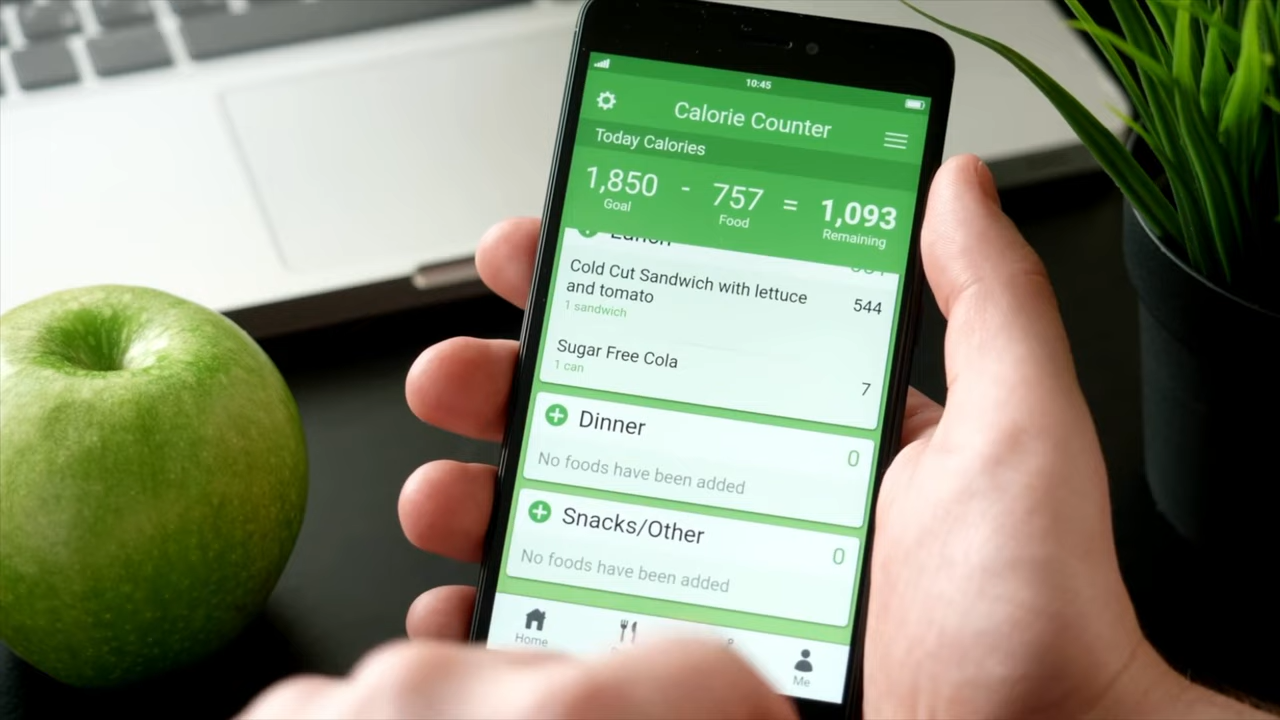 10:45
Calorie Counter
Today Calories
1,850 - 757 = 1,093
Goal Food Remaining
Lunch
Cold Cut Sandwich with lettuce
and tomato
544
1 sandwich
Sugar Free Cola
7
1 can
Dinner
0
No foods have been added
Snacks/Other
0
No foods have been added
Home
Me